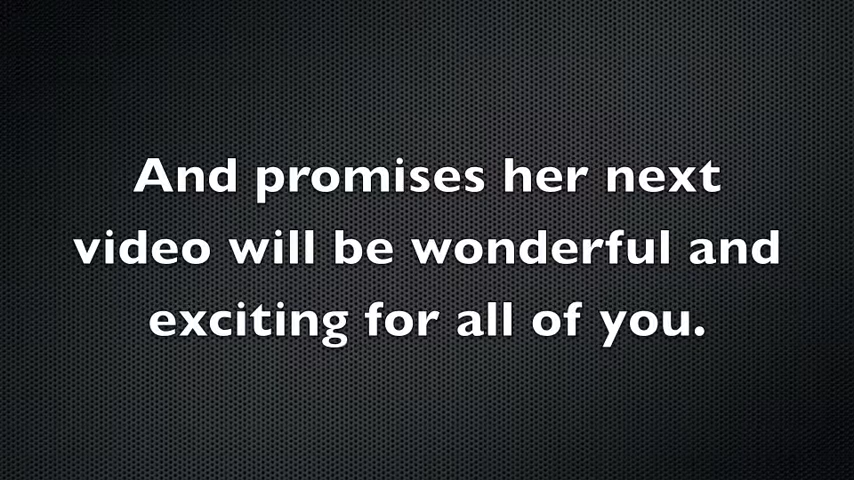 And promises her next
video will be wonderful and
exciting for all of you.